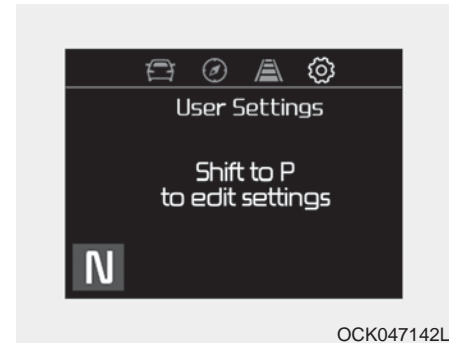 User Settings
Shift to P
to edit settings
N
OCK047142L